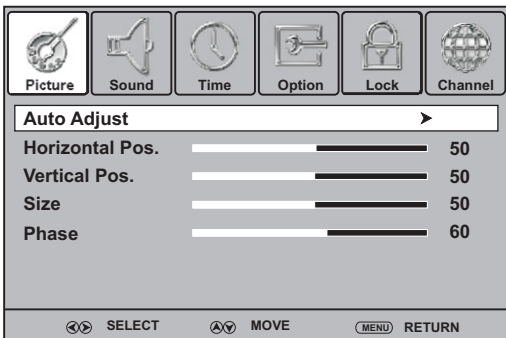 Picture Sound Time Option Lock Channel
Auto Adjust
Horizontal Pos. 50
Vertical Pos. 50
Size 50
Phase 60
SELECT MOVE MENU RETURN